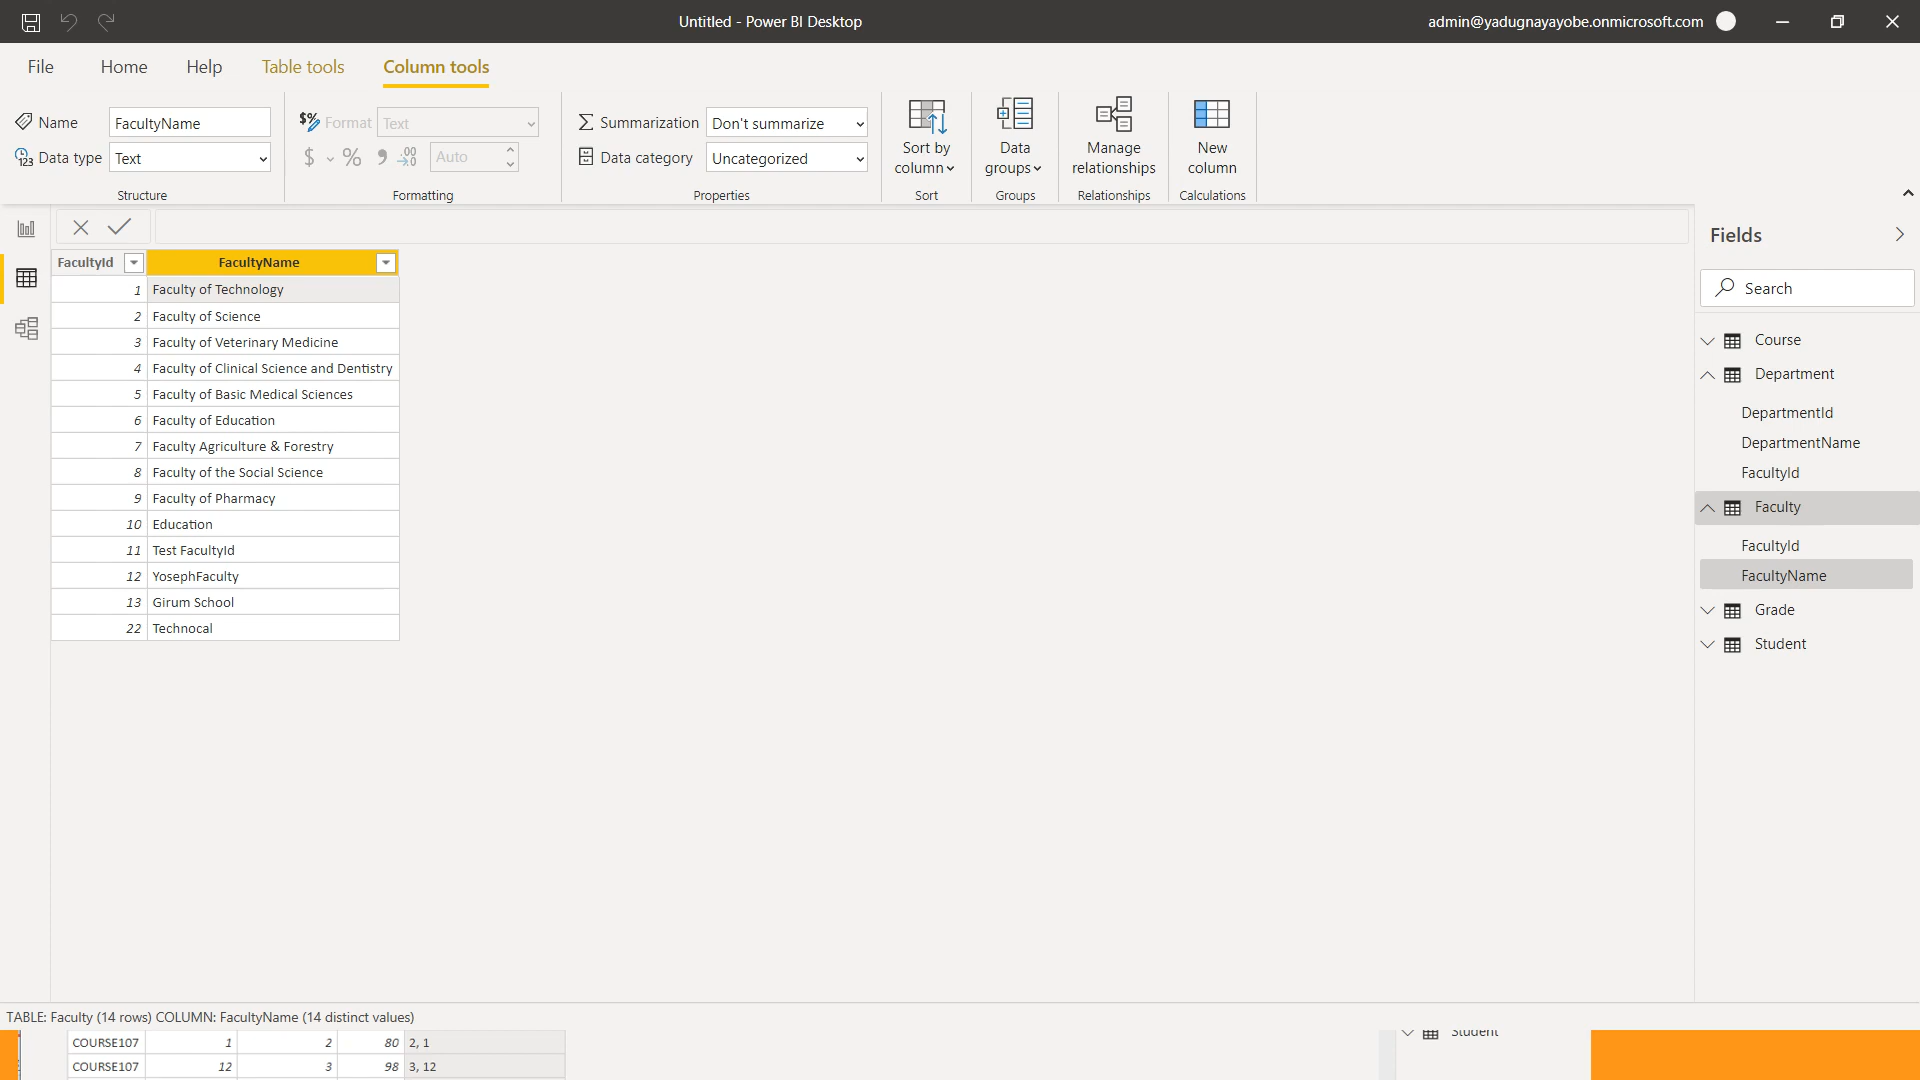 Untitled - Power BI Desktop
admin@yadugnayayobe.onmicrosoft.com
File Home Help Table tools Column tools
Name FacultyName
Data type Text
Structure
$% Format Text
$ % 9 .00 →.0 Auto
Formatting
Summarization Don't summarize
Data category Uncategorized
Properties
Sort by
column
Sort
Data
groups
Groups
Manage
relationships
Relationships
New
column
Calculations
FacultyId FacultyName
1 Faculty of Technology
2 Faculty of Science
3 Faculty of Veterinary Medicine
4 Faculty of Clinical Science and Dentistry
5 Faculty of Basic Medical Sciences
6 Faculty of Education
7 Faculty Agriculture & Forestry
8 Faculty of the Social Science
9 Faculty of Pharmacy
10 Education
11 Test FacultyId
12 YosephFaculty
13 Girum School
22 Technocal
Fields
Search
Course
Department
DepartmentId
DepartmentName
FacultyId
Faculty
FacultyId
FacultyName
Grade
Student
TABLE: Faculty (14 rows) COLUMN: FacultyName (14 distinct values)
Student
COURSE107 1 2 80 2, 1
COURSE107 12 3 98 3, 12